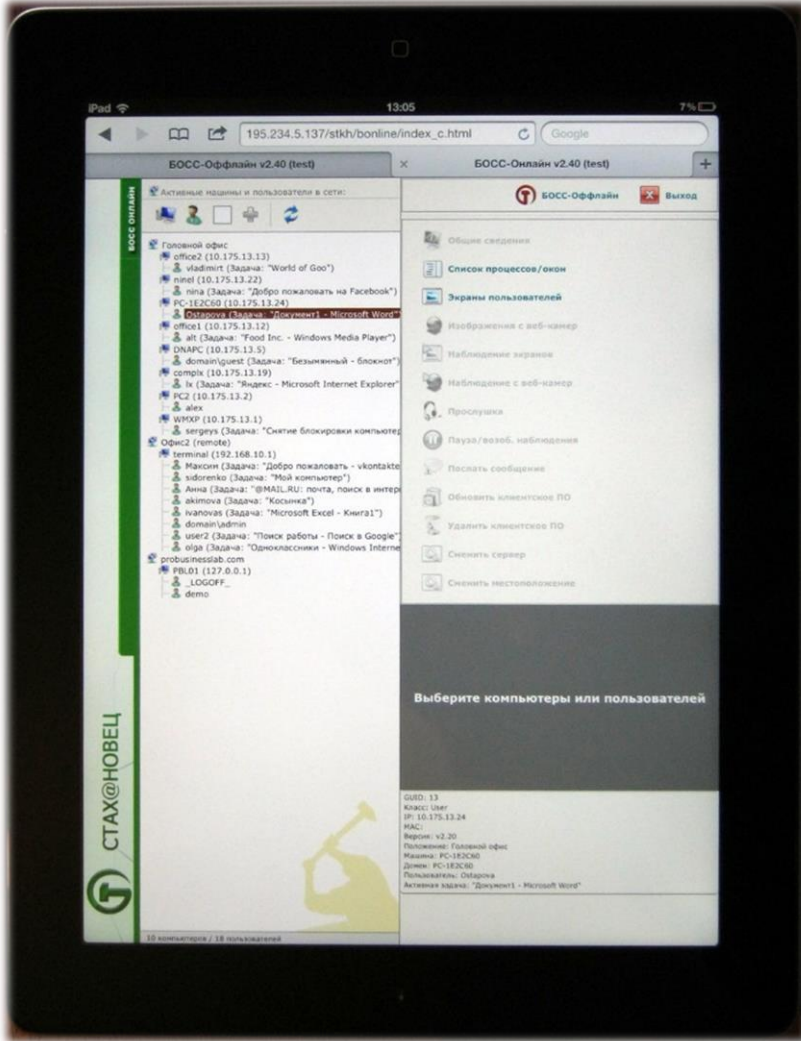 iPad
13:05
7%
195.234.5.137/stkh/bonline/index_c.html
Google
БОСС-Оффлайн v2.40 (test)
БОСС-Онлайн v2.40 (test)
БОСС ОНЛАЙН
Активные машины и пользователи в сети:
Головной офис
office2 (10.175.13.13)
vladimirt (Задача: "World of Goo")
ninel (10.175.13.22)
nina (Задача: "Добро пожаловать на Facebook")
PC-1E2C60 (10.175.13.24)
Ostapova (Задача: "Документ1 - Microsoft Word"
office1 (10.175.13.12)
alt (Задача: "Food Inc. - Windows Media Player")
DNAPC (10.175.13.5)
domain\guest (Задача: "Безымянный - блокнот")
complx (10.175.13.19)
lx (Задача: "Яндекс - Microsoft Internet Explorer"
PC2 (10.175.13.2)
alex
WMXP (10.175.13.1)
sergeys (Задача: "Снятие блокировки компьютер
Офис2 (remote)
terminal (192.168.10.1)
Максим (Задача: "Добро пожаловать - vkontakte
sidorenko (Задача: "Мой компьютер")
Анна (Задача: "@MAIL.RU: почта, поиск в интер
akimova (Задача: "Косынка")
ivanovas (Задача: "Microsoft Excel - Книга1")
domain\admin
user2 (Задача: "Поиск работы - Поиск в Google")
olga (Задача: "Одноклассники - Windows Interne
probusinesslab.com
PBL01 (127.0.0.1)
_LOGOFF_
demo
СТАХ@НОВЕЦ
10 компьютеров / 18 пользователей
БОСС-Оффлайн
Выход
Общие сведения
Список процессов/окон
Экраны пользователей
Изображения с веб-камер
Наблюдение экранов
Наблюдение с веб-камер
Прослушка
Пауза/возоб. наблюдения
Послать сообщение
Обновить клиентское ПО
Удалить клиентское ПО
Сменить сервер
Сменить местоположение
Выберите компьютеры или пользователей
GUID: 13
Класс: User
IP: 10.175.13.24
MAC:
Версия: v2.20
Положение: Головной офис
Машина: PC-1E2C60
Домен: PC-1E2C60
Пользователь: Ostapova
Активная задача: "Документ1 - Microsoft Word"